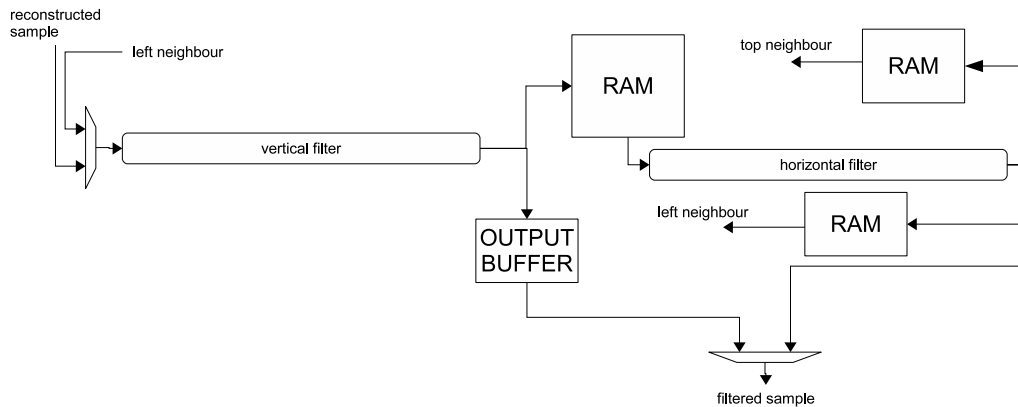 reconstructed
sample
left neighbour
top neighbour
RAM
RAM
vertical filter
horizontal filter
left neighbour
RAM
OUTPUT
BUFFER
filtered sample